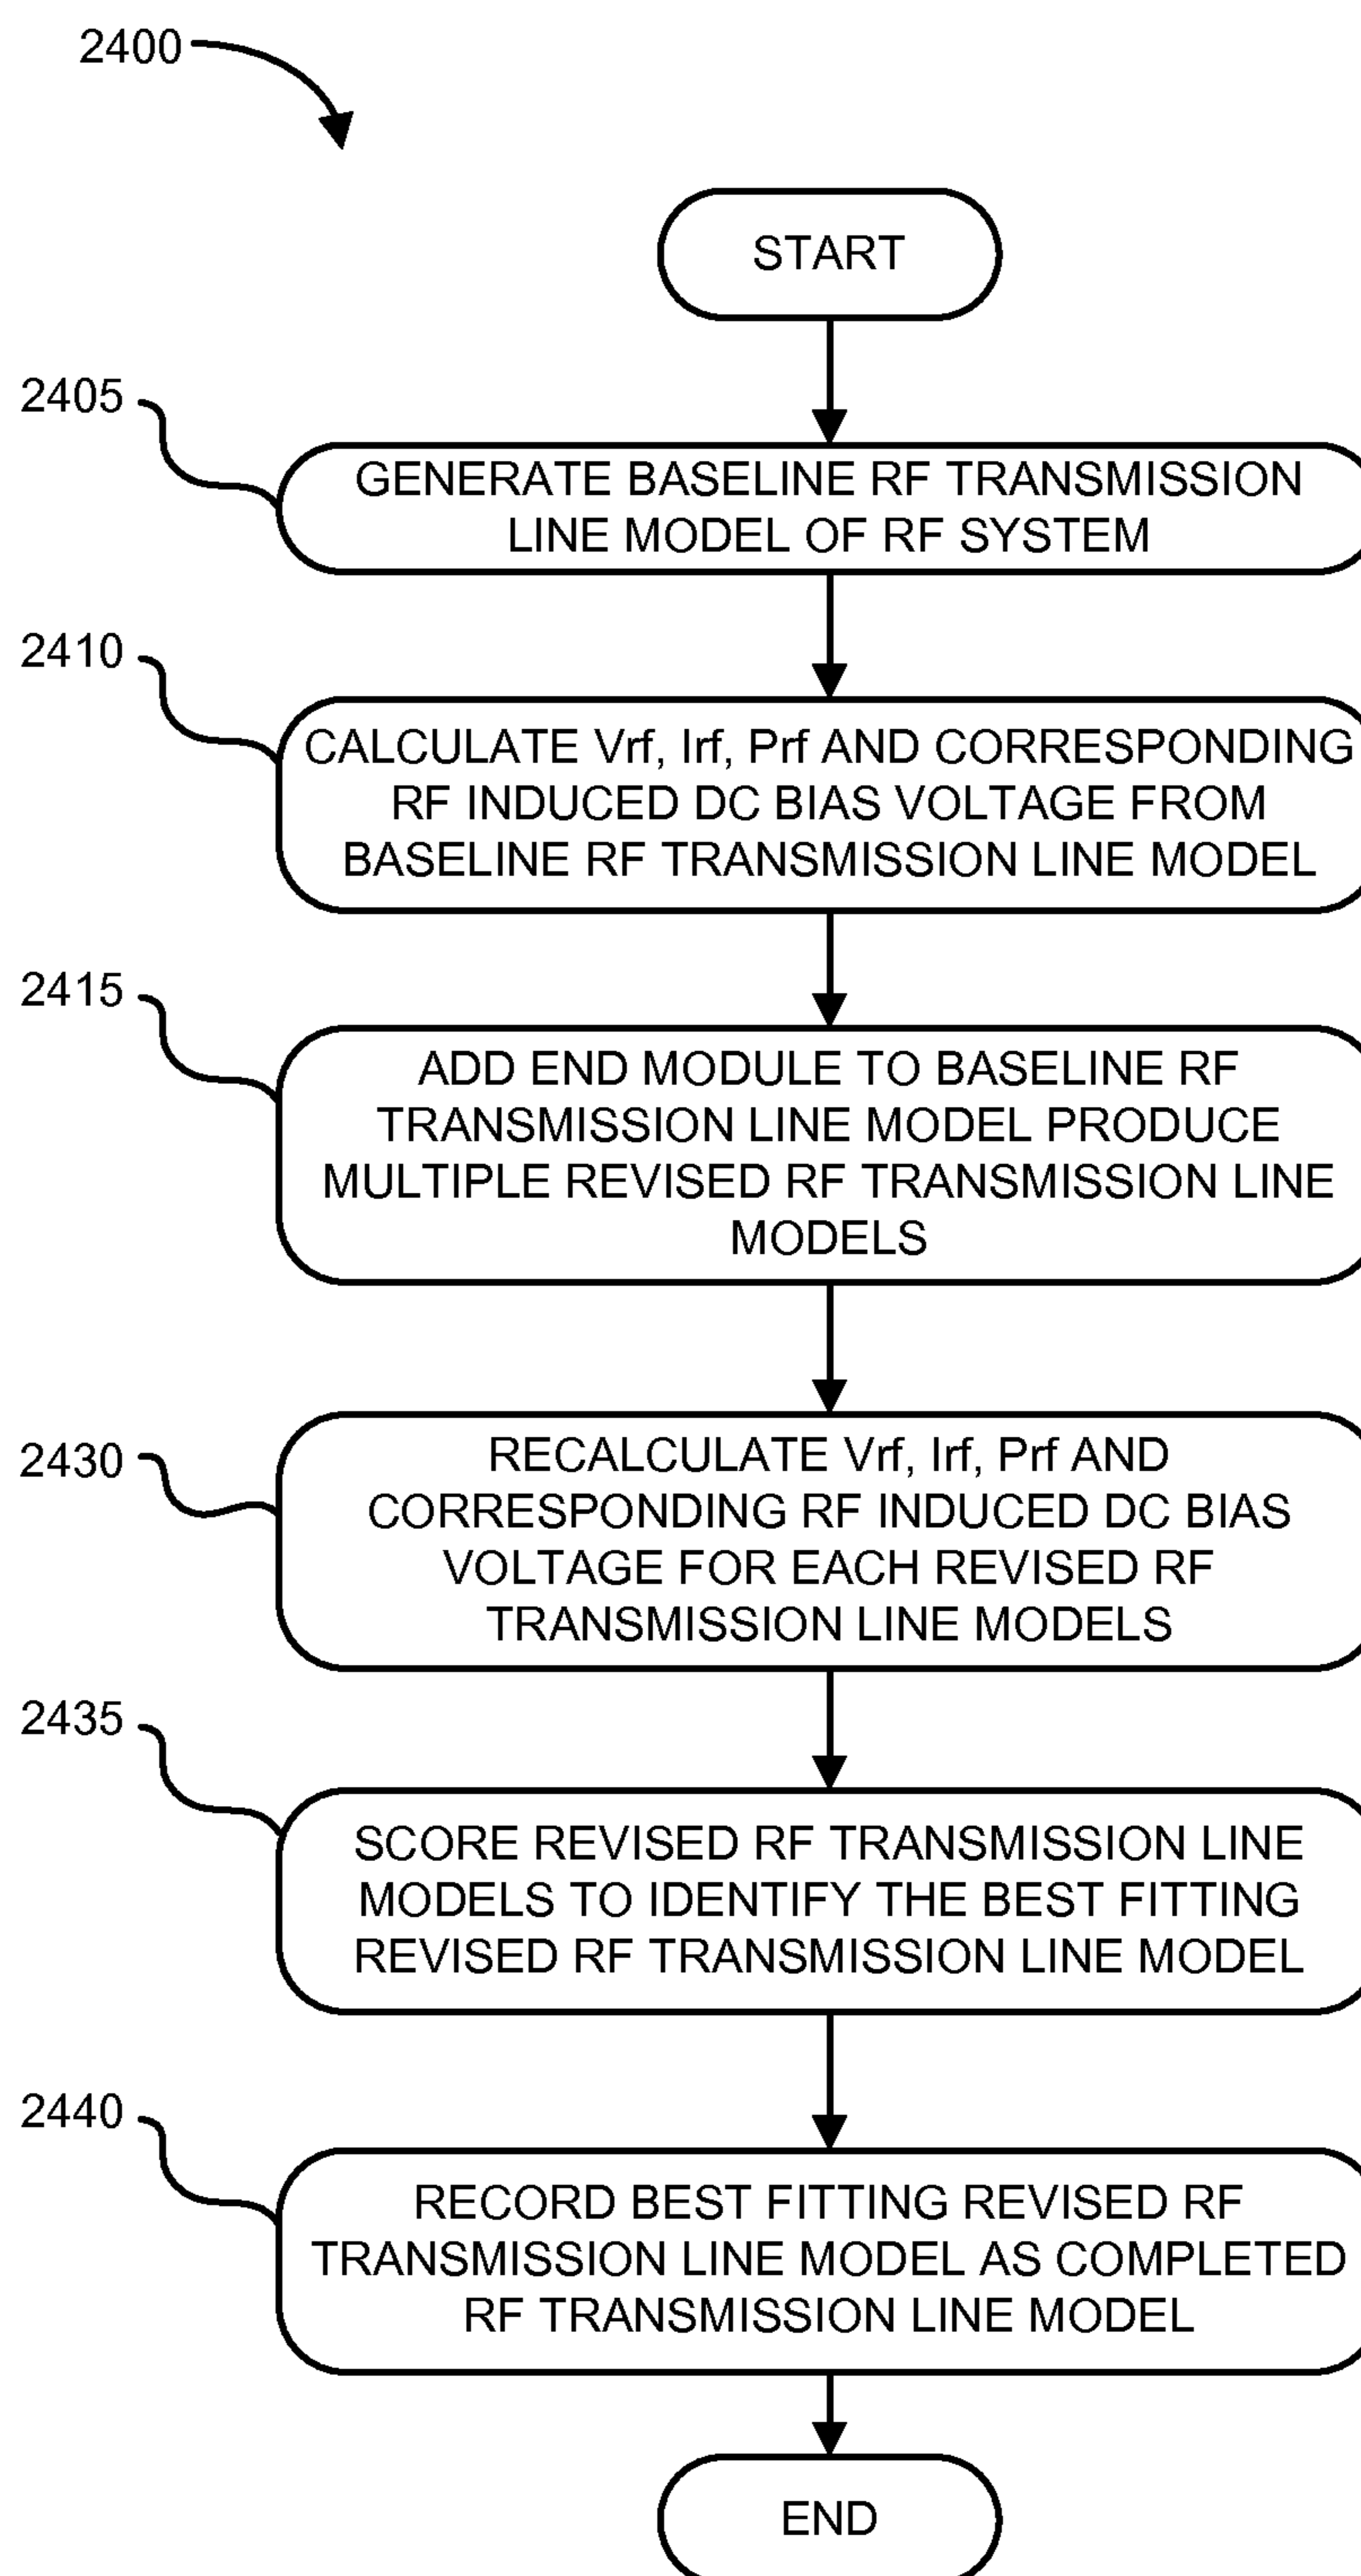 2400
START
2405
GENERATE BASELINE RF TRANSMISSION
LINE MODEL OF RF SYSTEM
2410
CALCULATE Vrf, Irf, Prf AND CORRESPONDING
RF INDUCED DC BIAS VOLTAGE FROM
BASELINE RF TRANSMISSION LINE MODEL
2415
ADD END MODULE TO BASELINE RF
TRANSMISSION LINE MODEL PRODUCE
MULTIPLE REVISED RF TRANSMISSION LINE
MODELS
2430
RECALCULATE Vrf, Irf, Prf AND
CORRESPONDING RF INDUCED DC BIAS
VOLTAGE FOR EACH REVISED RF
TRANSMISSION LINE MODELS
2435
SCORE REVISED RF TRANSMISSION LINE
MODELS TO IDENTIFY THE BEST FITTING
REVISED RF TRANSMISSION LINE MODEL
2440
RECORD BEST FITTING REVISED RF
TRANSMISSION LINE MODEL AS COMPLETED
RF TRANSMISSION LINE MODEL
END